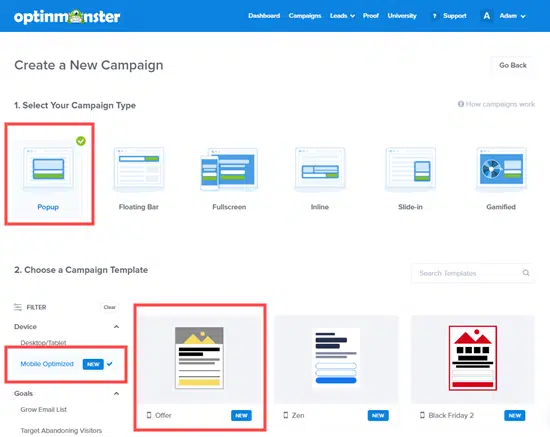 optinmonster Dashboard Campaigns Leads Proof University ? Support A Adam
Create a New Campaign Go Back
1. Select Your Campaign Type How campaigns work
Popup Floating Bar Fullscreen Inline Slide-in Gamified
2. Choose a Campaign Template Search Templates
FILTER Clear
Device
Desktop/Tablet
Mobile Optimized NEW
Goals
Offer NEW Zen NEW Black Friday 2 NEW
Grow Email List
Target Abandoning Visitors